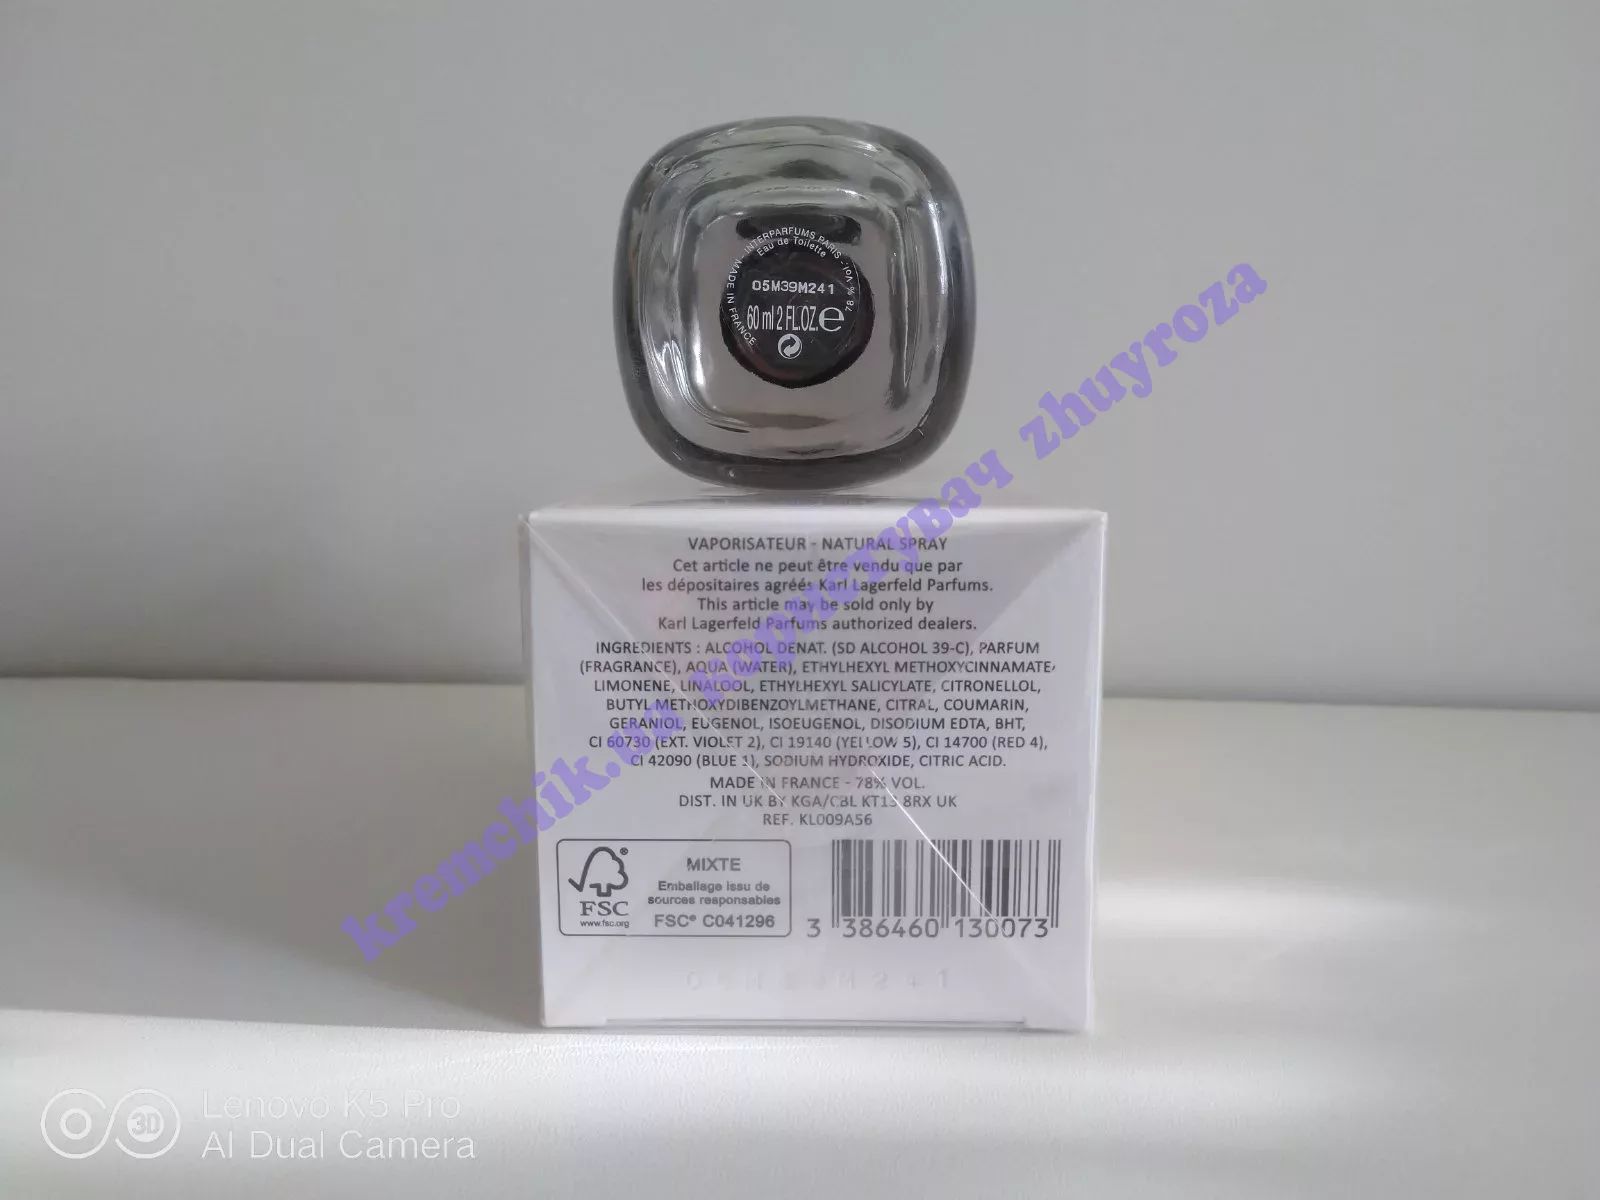 INTERPARFUMS PARIS - VOL. 78 %
MADE IN FRANCE
Eau de Toilette
05M39M241
60 ml 2 FL.OZ. e
VAPORISATEUR - NATURAL SPRAY
Cet article ne peut être vendu que par
les dépositaires agréés Karl Lagerfeld Parfums.
This article may be sold only by
Karl Lagerfeld Parfums authorized dealers.
INGREDIENTS : ALCOHOL DENAT. (SD ALCOHOL 39-C), PARFUM
(FRAGRANCE), AQUA (WATER), ETHYLHEXYL METHOXYCINNAMATE,
LIMONENE, LINALOOL, ETHYLHEXYL SALICYLATE, CITRONELLOL,
BUTYL METHOXYDIBENZOYLMETHANE, CITRAL, COUMARIN,
GERANIOL, EUGENOL, ISOEUGENOL, DISODIUM EDTA, BHT,
CI 60730 (EXT. VIOLET 2), CI 19140 (YELLOW 5), CI 14700 (RED 4),
CI 42090 (BLUE 1), SODIUM HYDROXIDE, CITRIC ACID.
MADE IN FRANCE - 78% VOL.
DIST. IN UK BY KGA/CBL KT13 8RX UK
REF. KL009A56
FSC
www.fsc.org
MIXTE
Emballage issu de
sources responsables
FSC® C041296
3 386460 130073
kremchik.ua користувач zhuyroza
3D
Lenovo K5 Pro
AI Dual Camera